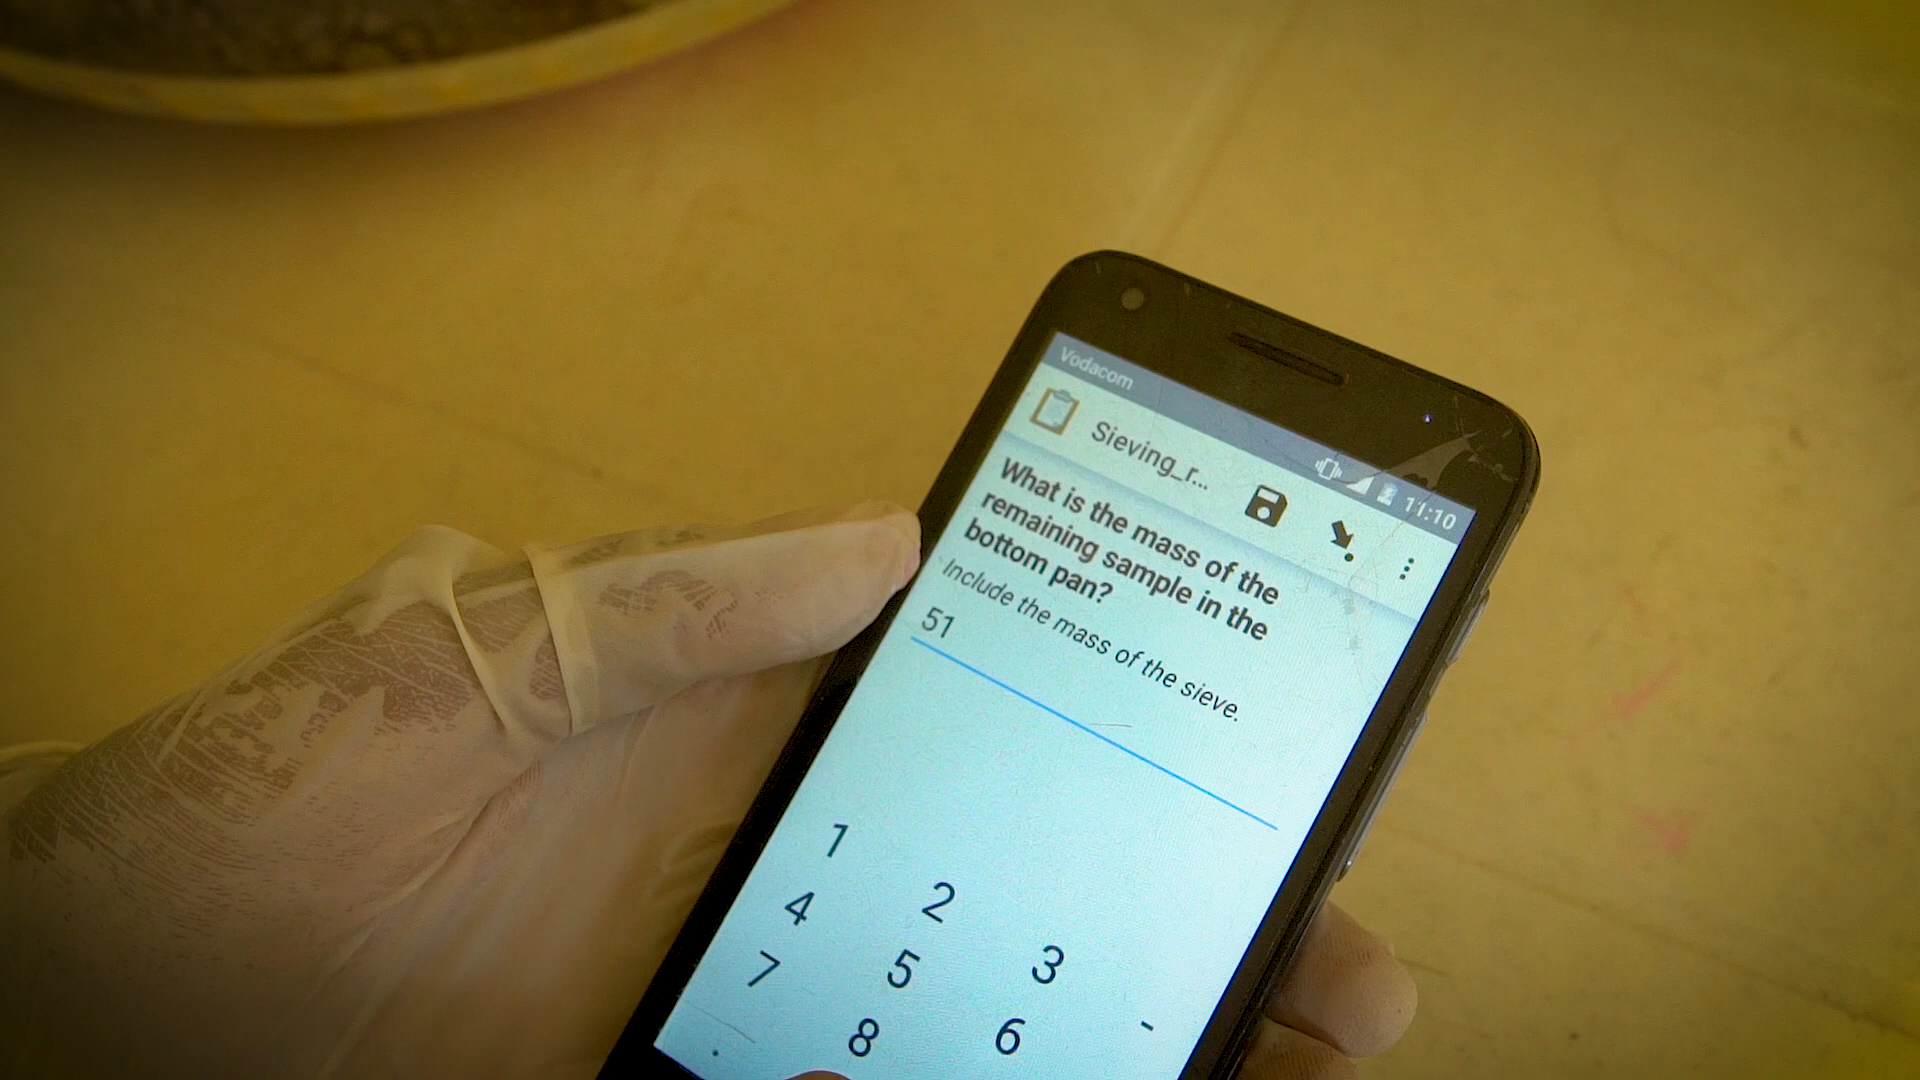 Vodacom
11:10
Sieving_r...
What is the mass of the
remaining sample in the
bottom pan?
Include the mass of the sieve.
51
1 2 3 -
4 5 6
7 8
.